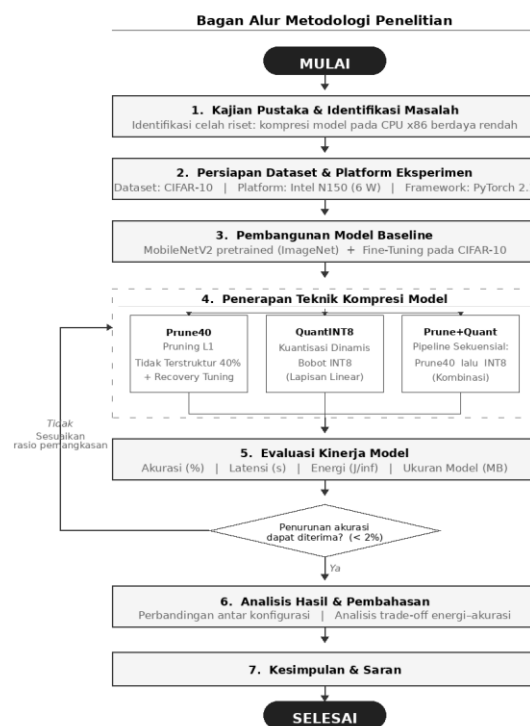 Bagan Alur Metodologi Penelitian
MULAI
1. Kajian Pustaka & Identifikasi Masalah
Identifikasi celah riset: kompresi model pada CPU x86 berdaya rendah
2. Persiapan Dataset & Platform Eksperimen
Dataset: CIFAR-10 | Platform: Intel N150 (6 W) | Framework: PyTorch 2.
3. Pembangunan Model Baseline
MobileNetV2 pretrained (ImageNet) + Fine-Tuning pada CIFAR-10
4. Penerapan Teknik Kompresi Model
Prune40
Pruning L1
Tidak Terstruktur 40%
+ Recovery Tuning
QuantINT8
Kuantisasi Dinamis
Bobot INT8
(Lapisan Linear)
Prune+Quant
Pipeline Sekuensial:
Prune40 lalu INT8
(Kombinasi)
Tidak
Sesuaikan
rasio pemangkasan
5. Evaluasi Kinerja Model
Akurasi (%) | Latensi (s) | Energi (J/inf) | Ukuran Model (MB)
Penurunan akurasi
dapat diterima? (< 2%)
Ya
6. Analisis Hasil & Pembahasan
Perbandingan antar konfigurasi | Analisis trade-off energi–akurasi
7. Kesimpulan & Saran
SELESAI